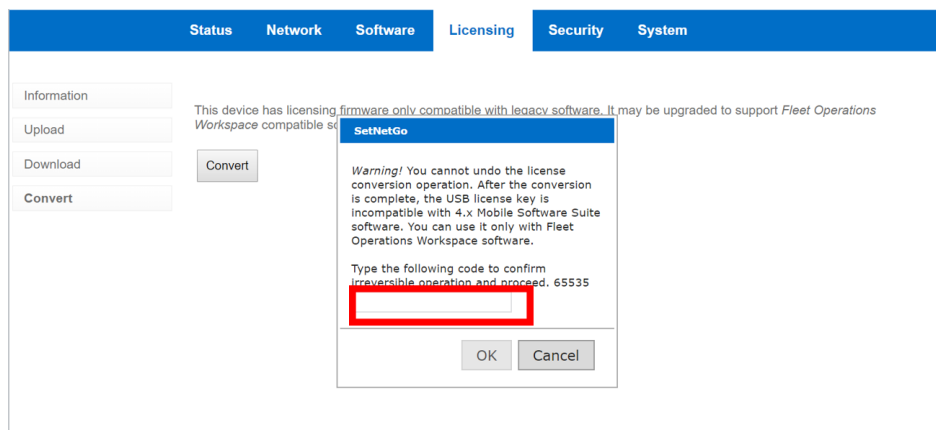 Status Network Software Licensing Security System
Information
Upload
Download
Convert
This device has licensing firmware only compatible with legacy software. It may be upgraded to support Fleet Operations
Workspace compatible
Convert
SetNetGo
Warning! You cannot undo the license
conversion operation. After the conversion
is complete, the USB license key is
incompatible with 4.x Mobile Software Suite
software. You can use it only with Fleet
Operations Workspace software.
Type the following code to confirm
irreversible operation and proceed. 65535
OK Cancel